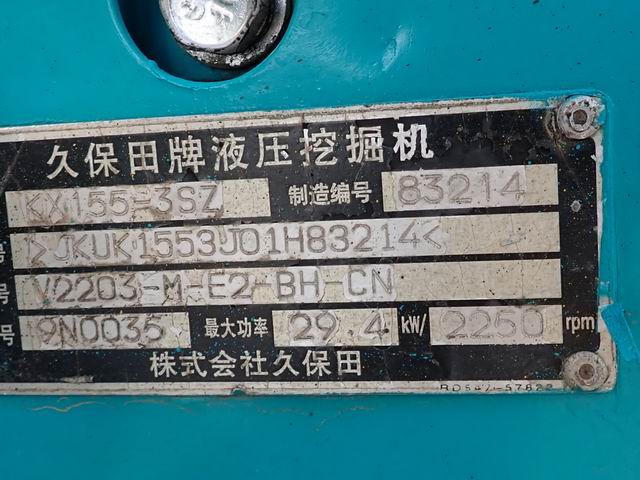 久保田牌液压挖掘机
KX155-3SZ 制造编号 83214
号 >JKUK1553J01H83214<
号 V2203-M-E2-BH-CN
号 9N0035 最大功率 29.4 kW/ 2250 rpm
株式会社久保田